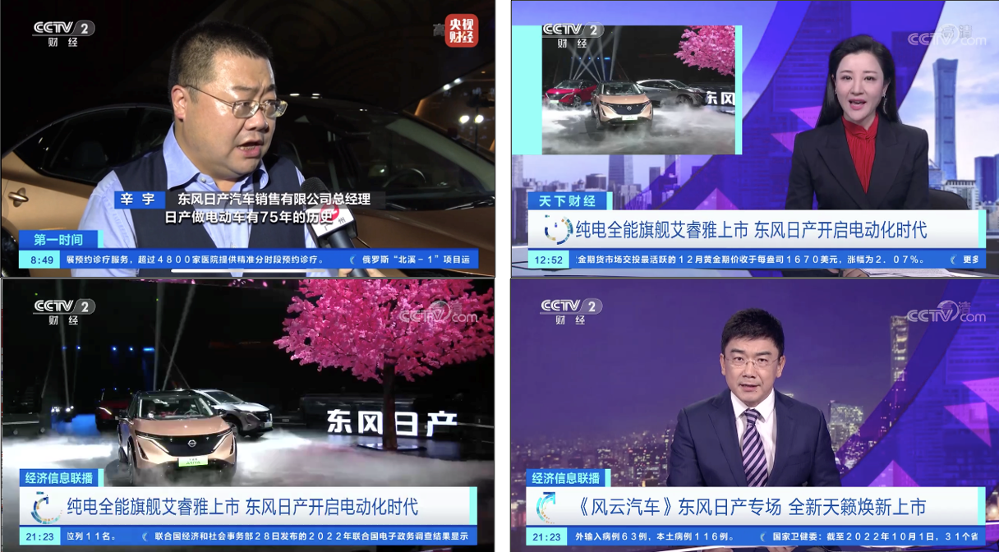 CCTV 2
财 经
央视
财经
辛 宇 东风日产汽车销售有限公司总经理
日产做电动车有75年的历史
第一时间
8:49 展预约诊疗服务，超过4800家医院提供精准分时段预约诊疗。 《 俄罗斯“北溪－1”项目运
CCTV 2
财 经
东风
CCTV.com
天下财经
纯电全能旗舰艾睿雅上市 东风日产开启电动化时代
12:52 金期货市场交投最活跃的12月黄金期价收于每盎司1670美元，涨幅为2．07%。 《 更多
CCTV 2
财 经
CCTV.com
东风日产
ARIYA
经济信息联播
纯电全能旗舰艾睿雅上市 东风日产开启电动化时代
21:23 位列11名。 《 联合国经济和社会事务部28日发布的2022年联合国电子政务调查结果显示
CCTV 2
财 经
CCTV.com
经济信息联播
《风云汽车》东风日产专场 全新天籁焕新上市
21:23 外输入病例63例，本土病例116例。 《 国家卫健委：截至2022年10月1日，31个省